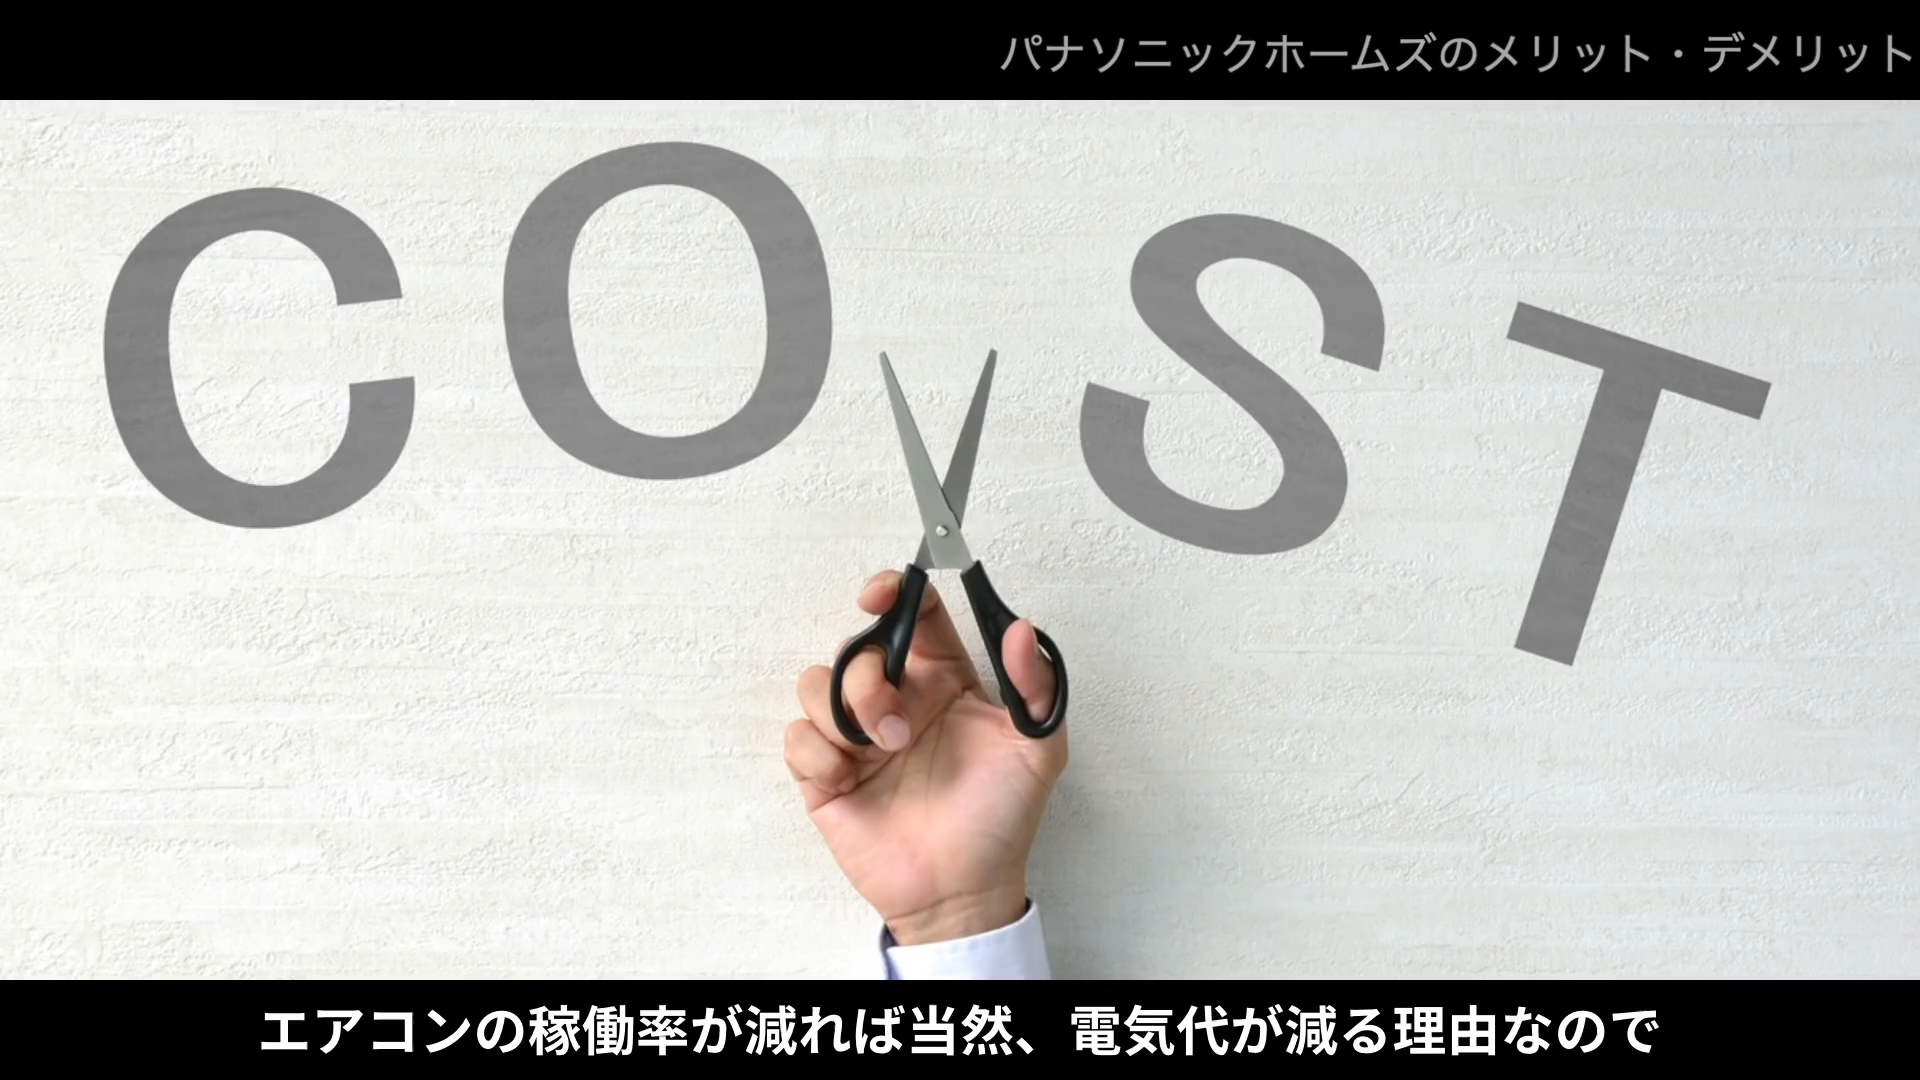 パナソニックホームズのメリット・デメリット
COST
エアコンの稼働率が減れば当然、電気代が減る理由なので